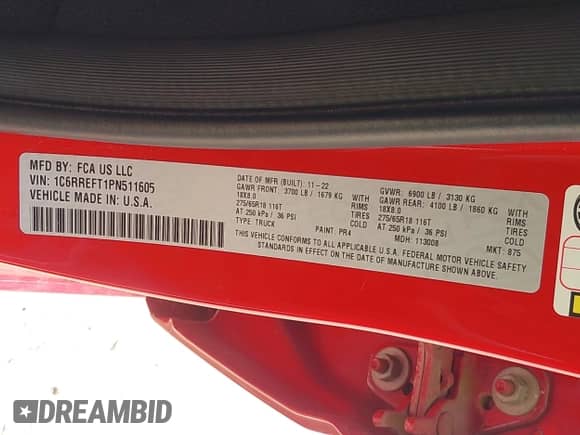 MFD BY: FCA US LLC
VIN: 1C6RREFT1PN511605
VEHICLE MADE IN: U.S.A.
DATE OF MFR (BUILT): 11-22
GAWR FRONT: 3700 LB / 1679 KG WITH
18X8.0 RIMS
275/65R18 116T TIRES
AT 250 kPa / 36 PSI COLD
TYPE: TRUCK PAINT: PR4
GVWR: 6900 LB / 3130 KG
GAWR REAR: 4100 LB / 1860 KG WITH
18X8.0 RIMS
275/65R18 116T TIRES
AT 250 kPa / 36 PSI COLD
MDH: 113008 MKT: 875
THIS VEHICLE CONFORMS TO ALL APPLICABLE U.S.A. FEDERAL MOTOR VEHICLE SAFETY
STANDARDS IN EFFECT ON THE DATE OF MANUFACTURE SHOWN ABOVE.
DREAMBID